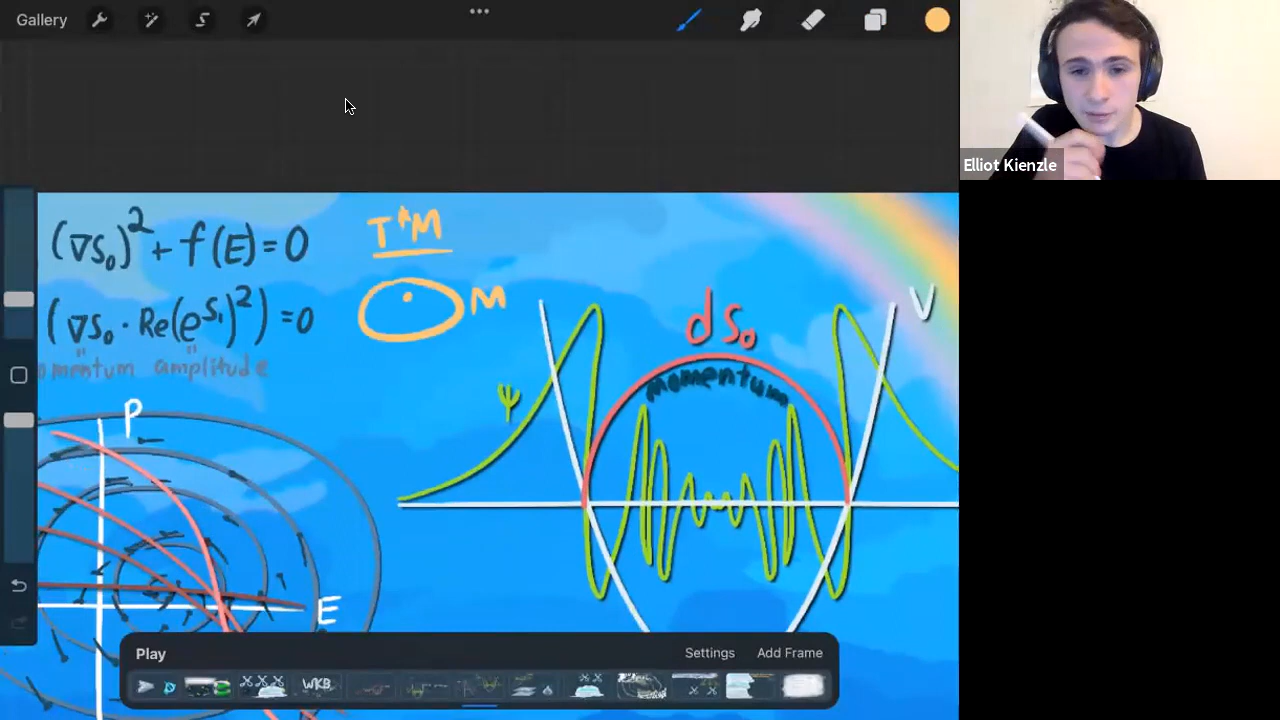 Gallery
Elliot Kienzle
(∇S₀)² + f(E) = 0
(∇S₀ · Re(e^{S₁})²) = 0
" "
omentum amplitude
T*M
M
dS₀
momentum
V
ψ
P
E
Play
Settings
Add Frame
WKB